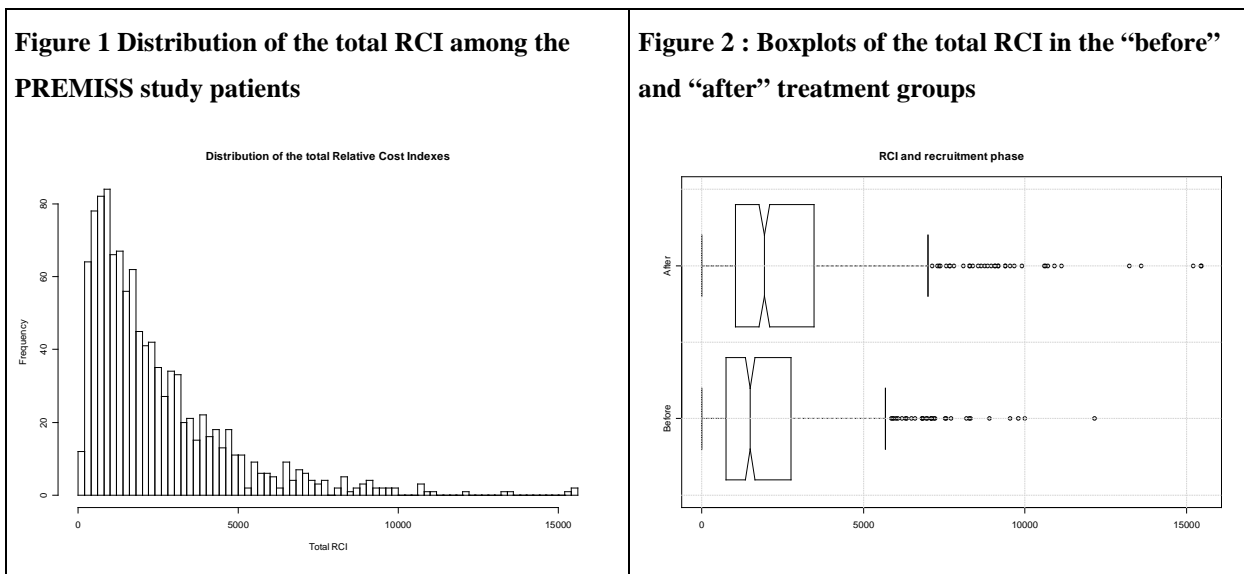 Figure 1 Distribution of the total RCI among the
PREMISS study patients
Distribution of the total Relative Cost Indexes
Frequency
80
60
40
20
0
0 5000 10000 15000
Total RCI
Figure 2 : Boxplots of the total RCI in the “before”
and “after” treatment groups
RCI and recruitment phase
After
Before
0 5000 10000 15000